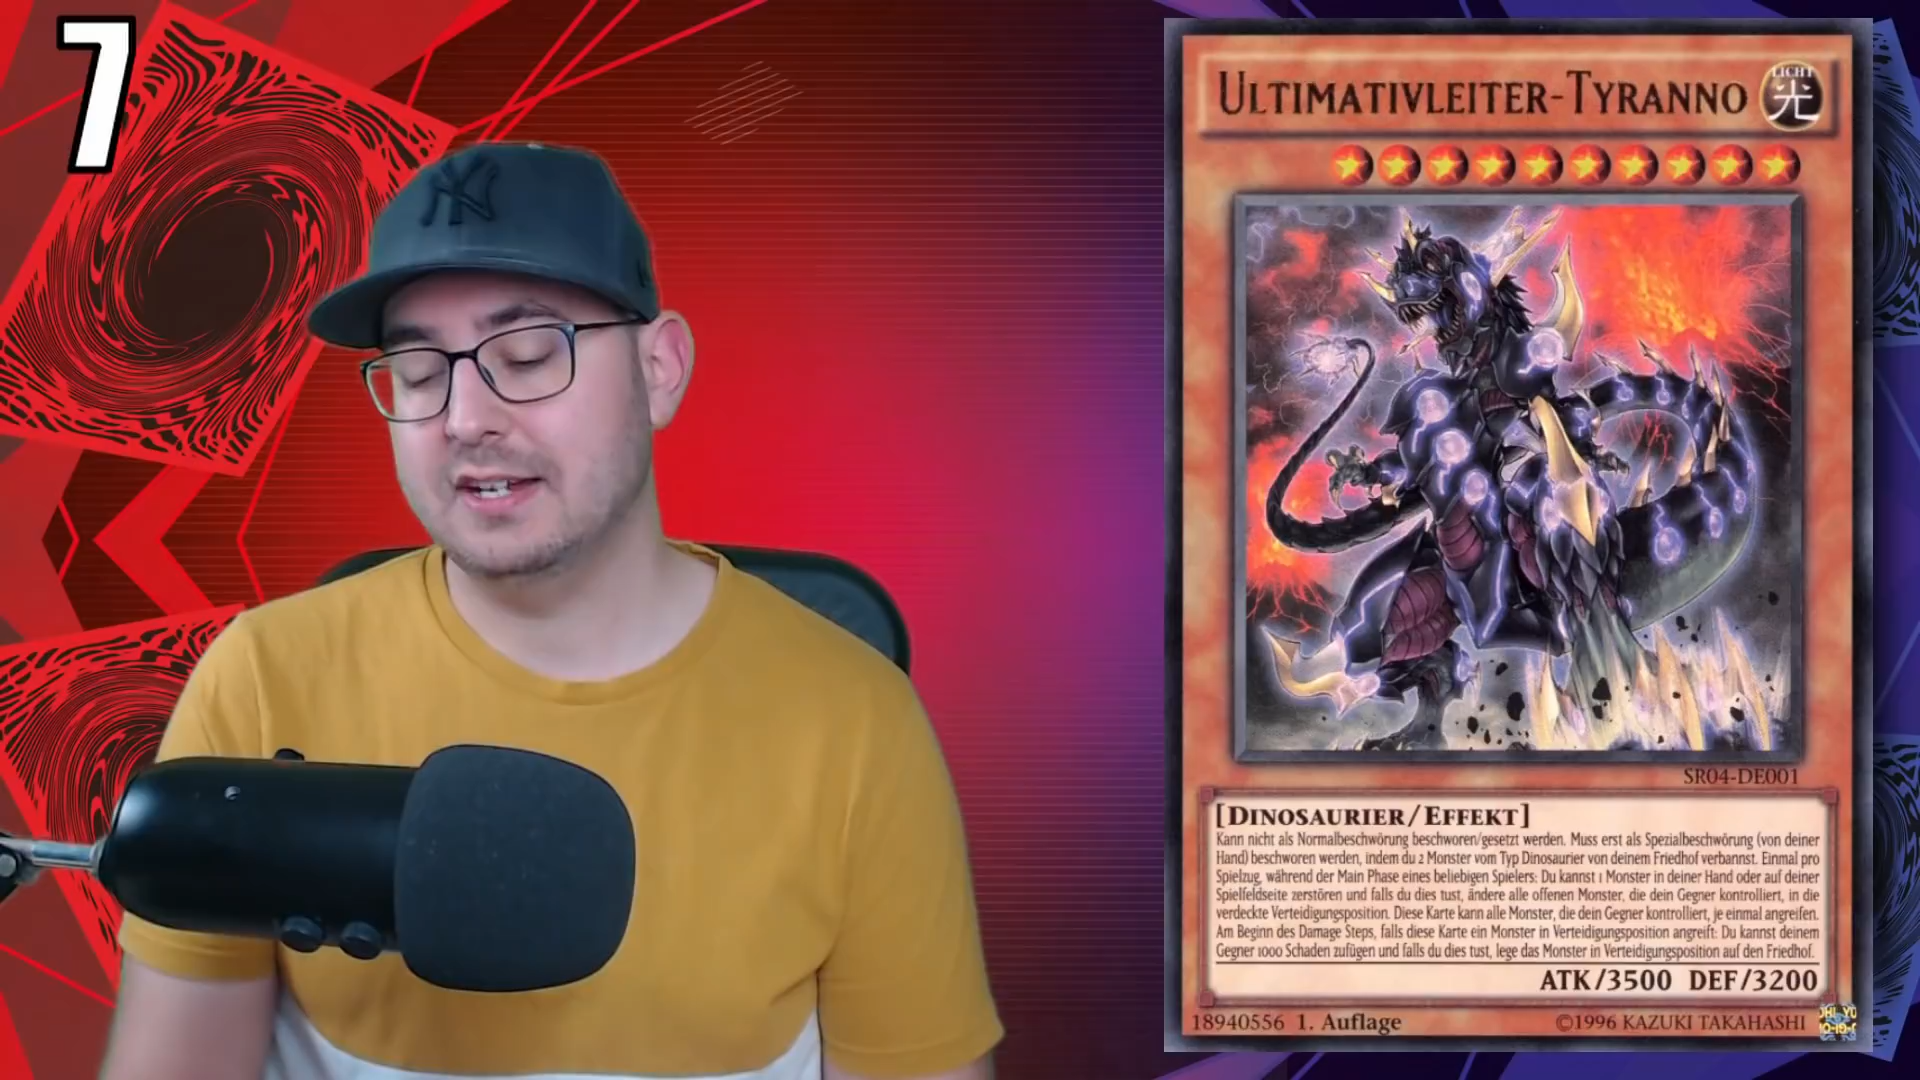 7
NY
ULTIMATIVLEITER-TYRANNO
LICHT
光
SR04-DE001
[DINOSAURIER/EFFEKT]
Kann nicht als Normalbeschwörung beschworen/gesetzt werden. Muss erst als Spezialbeschwörung (von deiner
Hand) beschworen werden, indem du 2 Monster vom Typ Dinosaurier von deinem Friedhof verbannst. Einmal pro
Spielzug, während der Main Phase eines beliebigen Spielers: Du kannst 1 Monster in deiner Hand oder auf deiner
Spielfeldseite zerstören und falls du dies tust, ändere alle offenen Monster, die dein Gegner kontrolliert, in die
verdeckte Verteidigungsposition. Diese Karte kann alle Monster, die dein Gegner kontrolliert, je einmal angreifen.
Am Beginn des Damage Steps, falls diese Karte ein Monster in Verteidigungsposition angreift: Du kannst deinem
Gegner 1000 Schaden zufügen und falls du dies tust, lege das Monster in Verteidigungsposition auf den Friedhof.
ATK/3500 DEF/3200
18940556 1. Auflage
©1996 KAZUKI TAKAHASHI